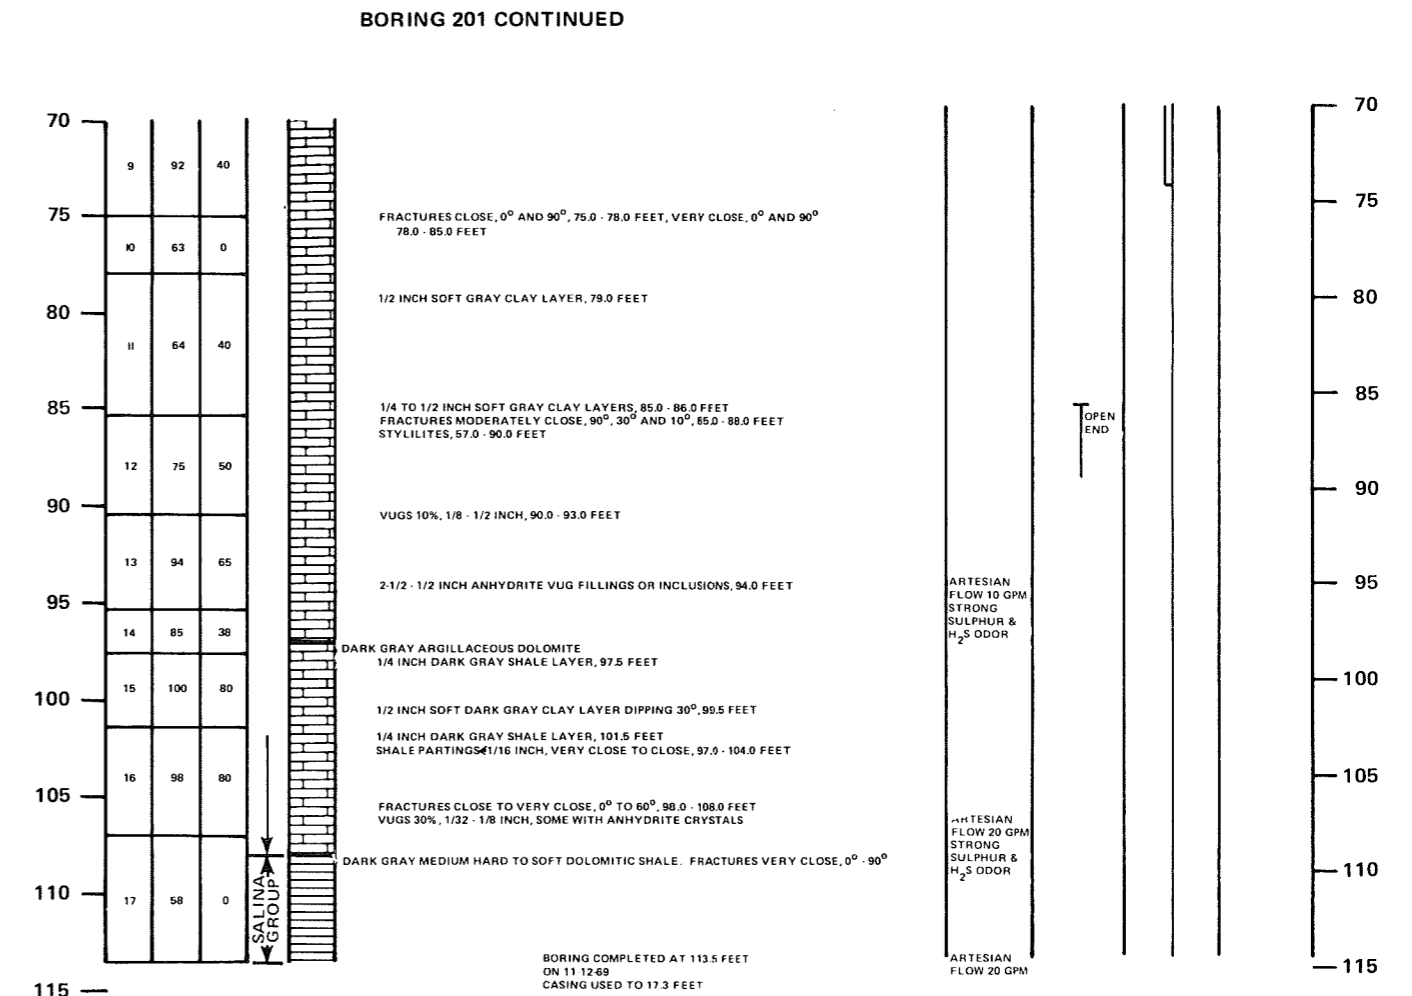 BORING 201 CONTINUED
70
70
9 92 40
75
75
FRACTURES CLOSE, 0° AND 90°, 75.0 - 78.0 FEET, VERY CLOSE, 0° AND 90°
78.0 - 85.0 FEET
10 63 0
1/2 INCH SOFT GRAY CLAY LAYER, 79.0 FEET
80
80
11 64 40
85
85
1/4 TO 1/2 INCH SOFT GRAY CLAY LAYERS, 85.0 - 86.0 FEET
FRACTURES MODERATELY CLOSE, 90°, 30° AND 10°, 85.0 - 88.0 FEET
STYLILITES, 57.0 - 90.0 FEET
OPEN
END
12 75 50
90
90
VUGS 10%, 1/8 - 1/2 INCH, 90.0 - 93.0 FEET
13 94 65
2-1/2 - 1/2 INCH ANHYDRITE VUG FILLINGS OR INCLUSIONS, 94.0 FEET
95
95
ARTESIAN
FLOW 10 GPM
STRONG
SULPHUR &
H2S ODOR
14 85 38
DARK GRAY ARGILLACEOUS DOLOMITE
1/4 INCH DARK GRAY SHALE LAYER, 97.5 FEET
15 100 80
100
100
1/2 INCH SOFT DARK GRAY CLAY LAYER DIPPING 30°, 99.5 FEET
1/4 INCH DARK GRAY SHALE LAYER, 101.5 FEET
SHALE PARTINGS<1/16 INCH, VERY CLOSE TO CLOSE, 97.0 - 104.0 FEET
16 98 80
105
105
FRACTURES CLOSE TO VERY CLOSE, 0° TO 60°, 98.0 - 108.0 FEET
VUGS 30%, 1/32 - 1/8 INCH, SOME WITH ANHYDRITE CRYSTALS
ARTESIAN
FLOW 20 GPM
STRONG
SULPHUR &
H2S ODOR
DARK GRAY MEDIUM HARD TO SOFT DOLOMITIC SHALE. FRACTURES VERY CLOSE, 0° - 90°
110
110
17 58 0
SALINA
GROUP
BORING COMPLETED AT 113.5 FEET
ON 11-12-69
CASING USED TO 17.3 FEET
ARTESIAN
FLOW 20 GPM
115
115